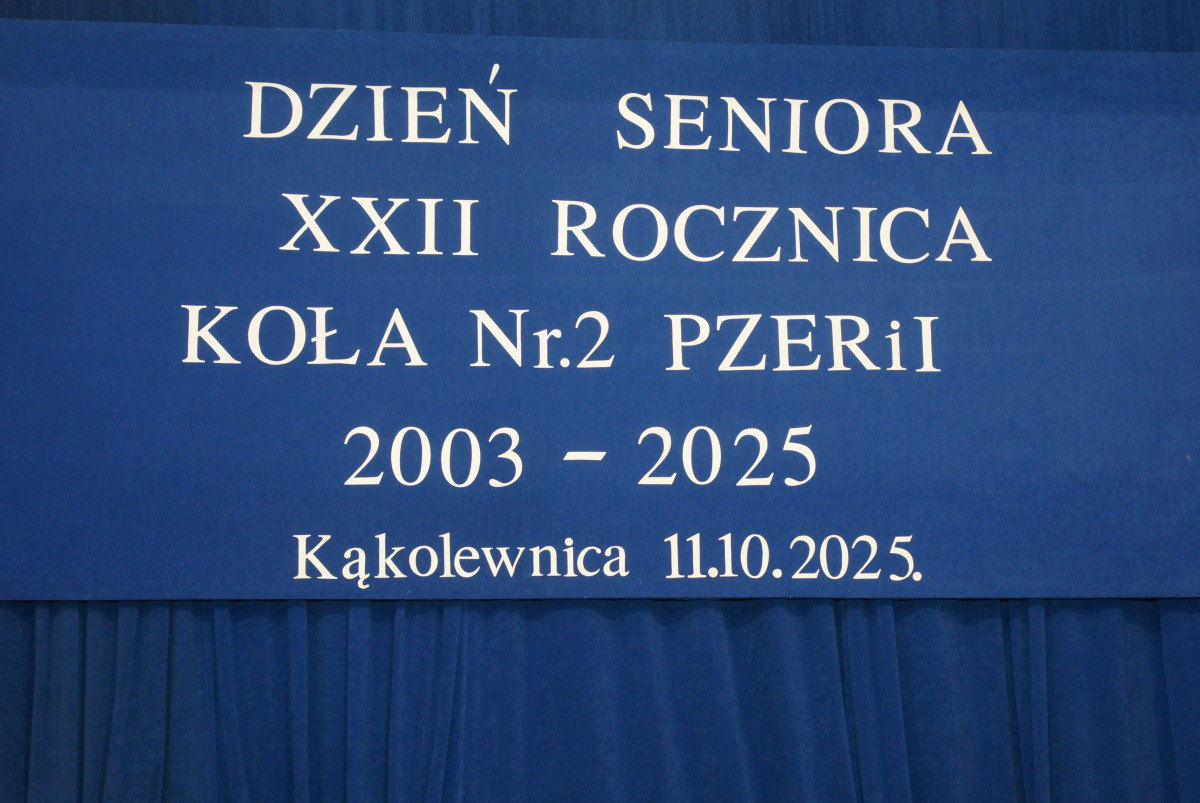 DZIEŃ SENIORA
XXII ROCZNICA
KOŁA Nr.2 PZERiI
2003 – 2025
Kąkolewnica 11.10.2025.